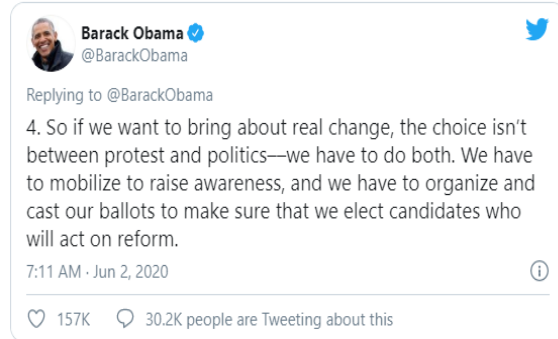 Barack Obama
@BarackObama
Replying to @BarackObama
4. So if we want to bring about real change, the choice isn't
between protest and politics—we have to do both. We have
to mobilize to raise awareness, and we have to organize and
cast our ballots to make sure that we elect candidates who
will act on reform.
7:11 AM · Jun 2, 2020
157K 30.2K people are Tweeting about this